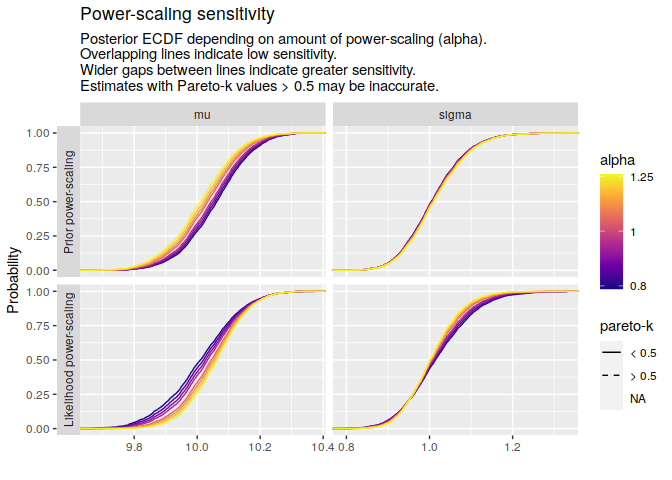 Power-scaling sensitivity
Posterior ECDF depending on amount of power-scaling (alpha).
Overlapping lines indicate low sensitivity.
Wider gaps between lines indicate greater sensitivity.
Estimates with Pareto-k values > 0.5 may be inaccurate.
mu
sigma
Probability
Prior power-scaling
1.00
0.75
0.50
0.25
0.00
Likelihood power-scaling
1.00
0.75
0.50
0.25
0.00
9.8
10.0
10.2
10.4
0.8
1.0
1.2
alpha
1.25
1
0.8
pareto-k
< 0.5
> 0.5
NA